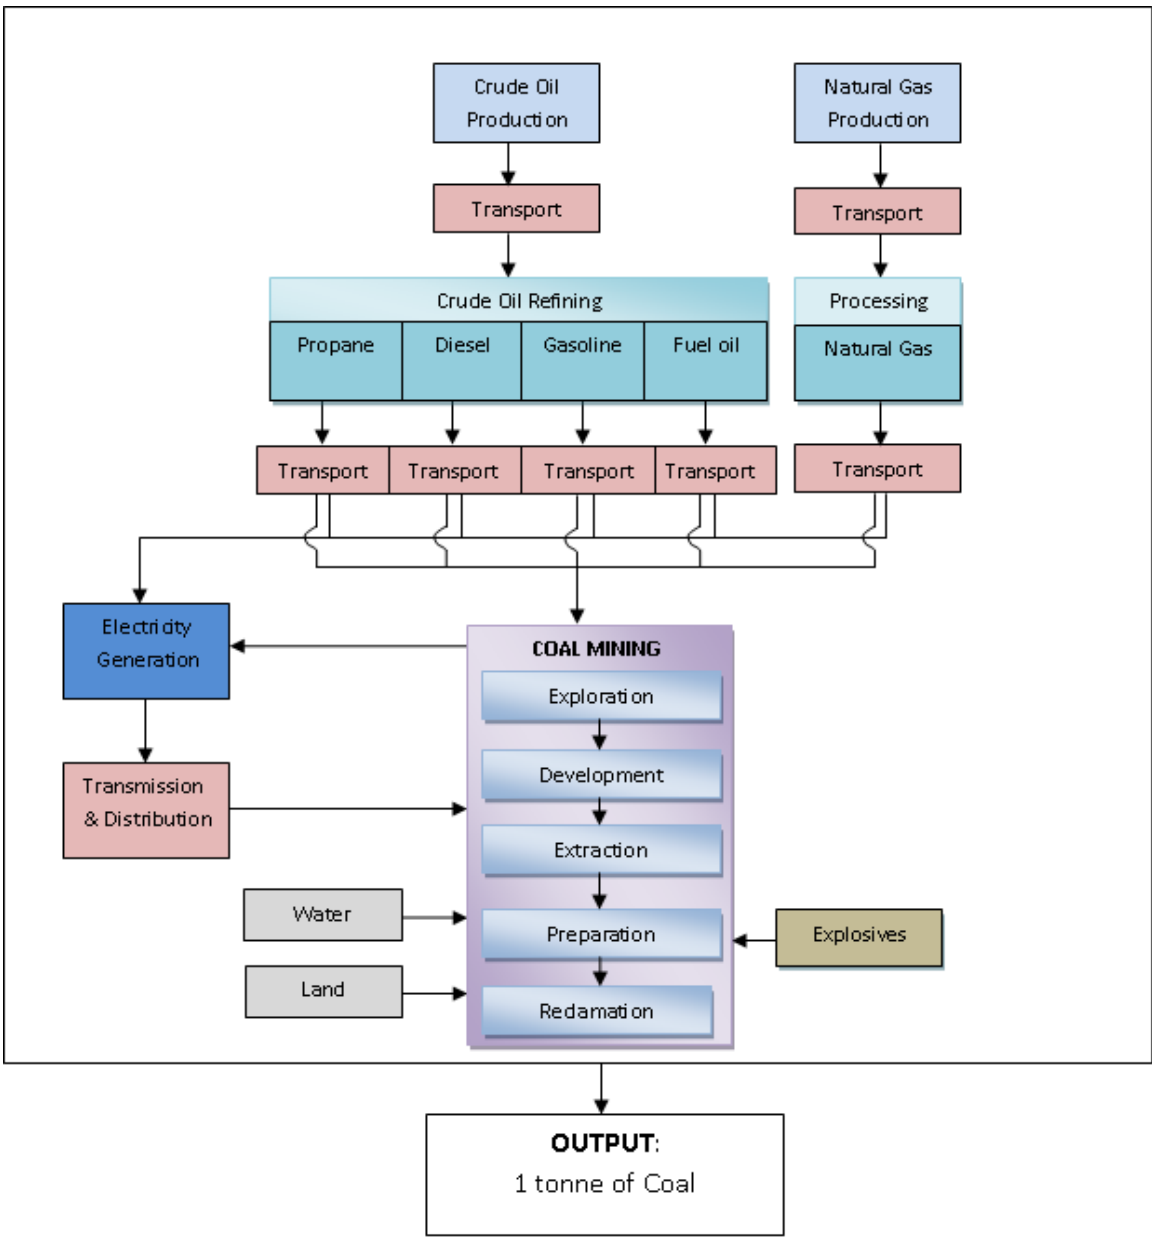 Crude Oil
Production
Natural Gas
Production
Transport
Transport
Crude Oil Refining
Processing
Propane
Diesel
Gasoline
Fuel oil
Natural Gas
Transport
Transport
Transport
Transport
Transport
Electricity
Generation
COAL MINING
Exploration
Development
Transmission
& Distribution
Extraction
Water
Preparation
Explosives
Land
Reclamation
OUTPUT:
1 tonne of Coal